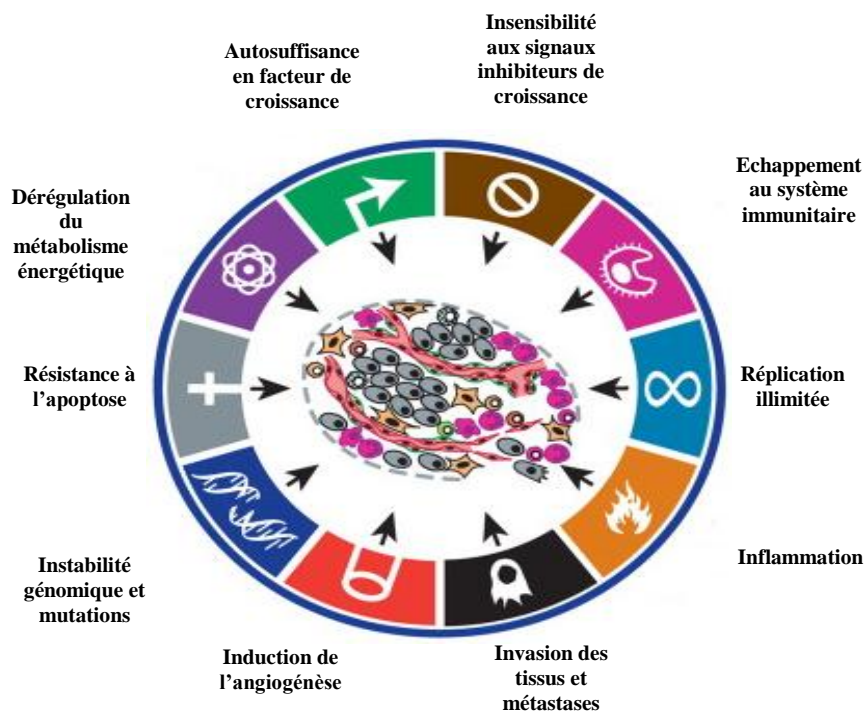 Autosuffisance
en facteur de
croissance
Insensibilité
aux signaux
inhibiteurs de
croissance
Echappement
au système
immunitaire
Dérégulation
du
métabolisme
énergétique
Résistance à
l’apoptose
Réplication
illimitée
Instabilité
génomique et
mutations
Inflammation
Induction de
l’angiogénèse
Invasion des
tissus et
métastases